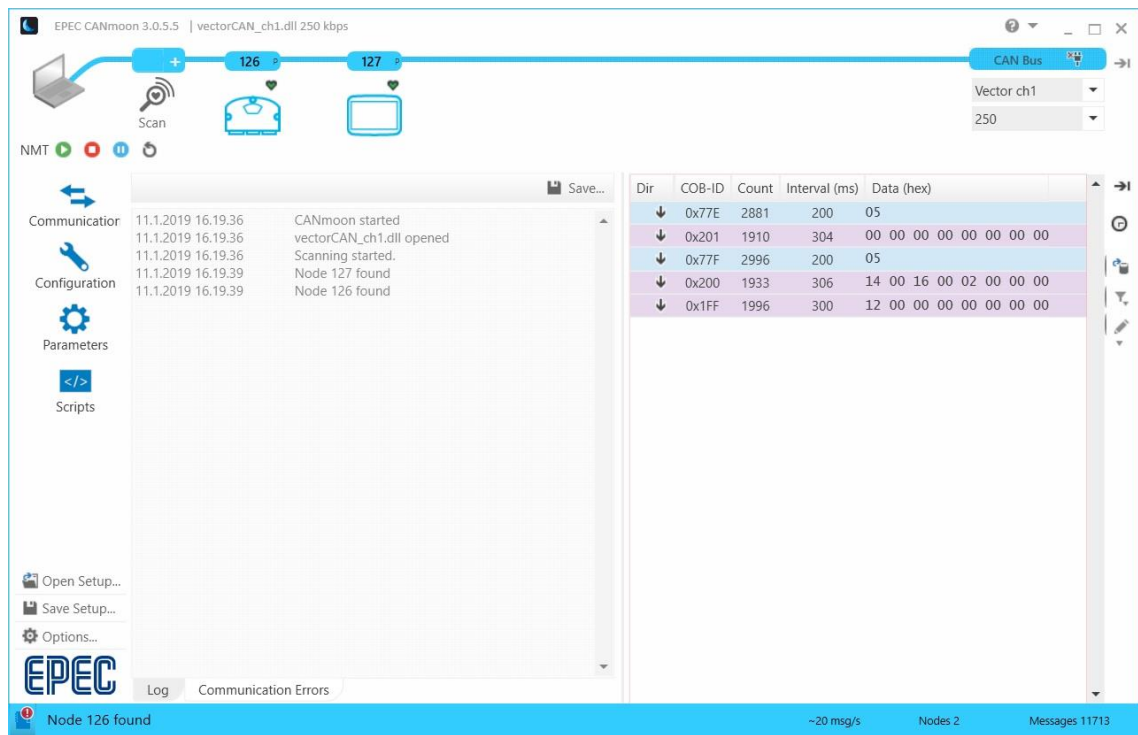 EPEC CANmoon 3.0.5.5 | vectorCAN_ch1.dll 250 kbps
+
126 P
127 P
CAN Bus
Vector ch1
250
Scan
NMT
Communication
Configuration
Parameters
</>
Scripts
Save...
11.1.2019 16.19.36 CANmoon started
11.1.2019 16.19.36 vectorCAN_ch1.dll opened
11.1.2019 16.19.36 Scanning started.
11.1.2019 16.19.39 Node 127 found
11.1.2019 16.19.39 Node 126 found
Dir COB-ID Count Interval (ms) Data (hex)
0x77E 2881 200 05
0x201 1910 304 00 00 00 00 00 00 00 00
0x77F 2996 200 05
0x200 1933 306 14 00 16 00 02 00 00 00
0x1FF 1996 300 12 00 00 00 00 00 00 00
Open Setup...
Save Setup...
Options...
EPEC
Log Communication Errors
Node 126 found
~20 msg/s Nodes 2 Messages 11713